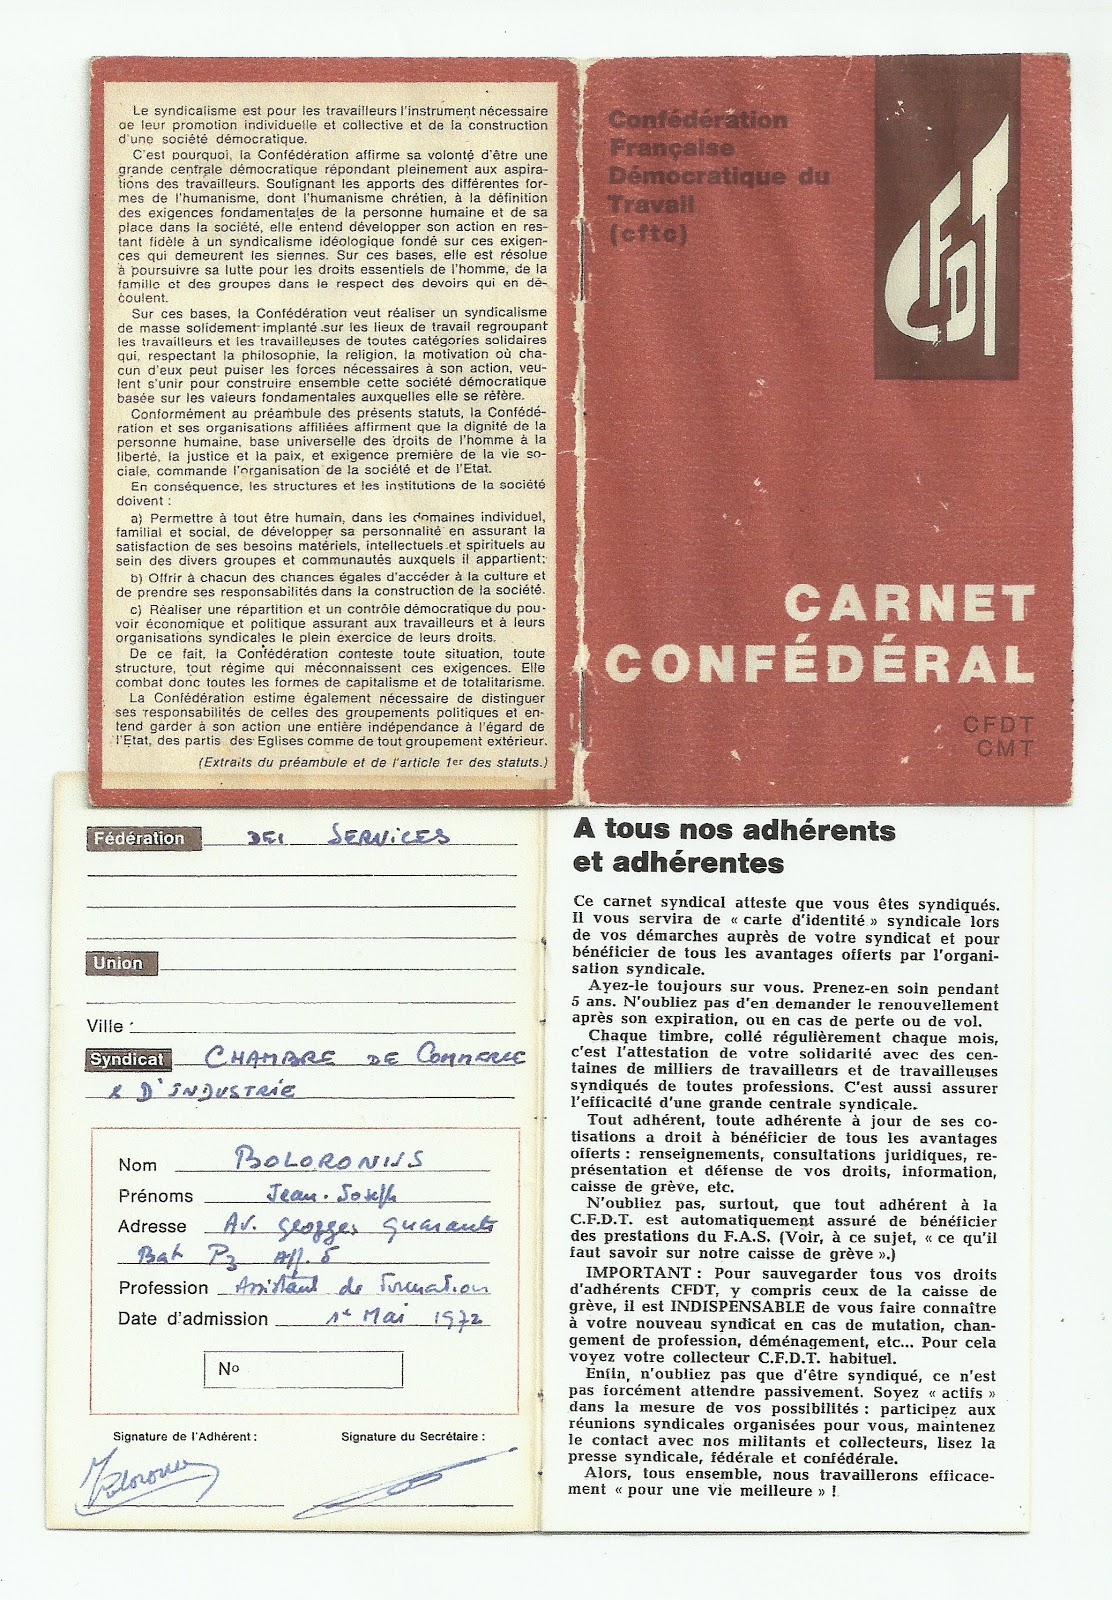 Le syndicalisme est pour les travailleurs l'instrument nécessaire
de leur promotion individuelle et collective et de la construction
d'une société démocratique.
C'est pourquoi, la Confédération affirme sa volonté d'être une
grande centrale démocratique répondant pleinement aux aspira-
tions des travailleurs. Soulignant les apports des différentes for-
mes de l'humanisme, dont l'humanisme chrétien, à la définition
des exigences fondamentales de la personne humaine et de sa
place dans la société, elle entend développer son action en res-
tant fidèle à un syndicalisme idéologique fondé sur ces exigen-
ces qui demeurent les siennes. Sur ces bases, elle est résolue
à poursuivre sa lutte pour les droits essentiels de l'homme, de la
famille et des groupes dans le respect des devoirs qui en dé-
coulent.
Sur ces bases, la Confédération veut réaliser un syndicalisme
de masse solidement implanté sur les lieux de travail regroupant
les travailleurs et les travailleuses de toutes catégories solidaires
qui, respectant la philosophie, la religion, la motivation où cha-
cun d'eux peut puiser les forces nécessaires à son action, veu-
lent s'unir pour construire ensemble cette société démocratique
basée sur les valeurs fondamentales auxquelles elle se réfère.
Conformément au préambule des présents statuts, la Confédé-
ration et ses organisations affiliées affirment que la dignité de la
personne humaine, base universelle des droits de l'homme à la
liberté, la justice et la paix, et exigence première de la vie so-
ciale, commande l'organisation de la société et de l'Etat.
En conséquence, les structures et les institutions de la société
doivent :
a) Permettre à tout être humain, dans les domaines individuel,
familial et social, de développer sa personnalité en assurant la
satisfaction de ses besoins matériels, intellectuels et spirituels au
sein des divers groupes et communautés auxquels il appartient;
b) Offrir à chacun des chances égales d'accéder à la culture et
de prendre ses responsabilités dans la construction de la société.
c) Réaliser une répartition et un contrôle démocratique du pou-
voir économique et politique assurant aux travailleurs et à leurs
organisations syndicales le plein exercice de leurs droits.
De ce fait, la Confédération conteste toute situation, toute
structure, tout régime qui méconnaissent ces exigences. Elle
combat donc toutes les formes de capitalisme et de totalitarisme.
La Confédération estime également nécessaire de distinguer
ses responsabilités de celles des groupements politiques et en-
tend garder à son action une entière indépendance à l'égard de
l'Etat, des partis des Eglises comme de tout groupement extérieur.
(Extraits du préambule et de l'article 1er des statuts.)
Confédération
Française
Démocratique du
Travail
(cftc)
CFDT
CARNET
CONFÉDÉRAL
CFDT
CMT
Fédération DES SERVICES
Union
Ville :
Syndicat CHAMBRE DE COMMERCE
& D'INDUSTRIE
Nom BOLORONUS
Prénoms Jean-Joseph
Adresse Av. Georges Guarante
Bat P3 Aff. 5
Profession Assistant de Formation
Date d'admission 1er Mai 1972
No
Signature de l'Adhérent :
Signature du Secrétaire :
A tous nos adhérents
et adhérentes
Ce carnet syndical atteste que vous êtes syndiqués.
Il vous servira de « carte d'identité » syndicale lors
de vos démarches auprès de votre syndicat et pour
bénéficier de tous les avantages offerts par l'organi-
sation syndicale.
Ayez-le toujours sur vous. Prenez-en soin pendant
5 ans. N'oubliez pas d'en demander le renouvellement
après son expiration, ou en cas de perte ou de vol.
Chaque timbre, collé régulièrement chaque mois,
c'est l'attestation de votre solidarité avec des cen-
taines de milliers de travailleurs et de travailleuses
syndiqués de toutes professions. C'est aussi assurer
l'efficacité d'une grande centrale syndicale.
Tout adhérent, toute adhérente à jour de ses co-
tisations a droit à bénéficier de tous les avantages
offerts : renseignements, consultations juridiques, re-
présentation et défense de vos droits, information,
caisse de grève, etc.
N'oubliez pas, surtout, que tout adhérent à la
C.F.D.T. est automatiquement assuré de bénéficier
des prestations du F.A.S. (Voir, à ce sujet, « ce qu'il
faut savoir sur notre caisse de grève ».)
IMPORTANT : Pour sauvegarder tous vos droits
d'adhérents CFDT, y compris ceux de la caisse de
grève, il est INDISPENSABLE de vous faire connaître
à votre nouveau syndicat en cas de mutation, chan-
gement de profession, déménagement, etc... Pour cela
voyez votre collecteur C.F.D.T. habituel.
Enfin, n'oubliez pas que d'être syndiqué, ce n'est
pas forcément attendre passivement. Soyez « actifs »
dans la mesure de vos possibilités : participez aux
réunions syndicales organisées pour vous, maintenez
le contact avec nos militants et collecteurs, lisez la
presse syndicale, fédérale et confédérale.
Alors, tous ensemble, nous travaillerons efficace-
ment « pour une vie meilleure » !